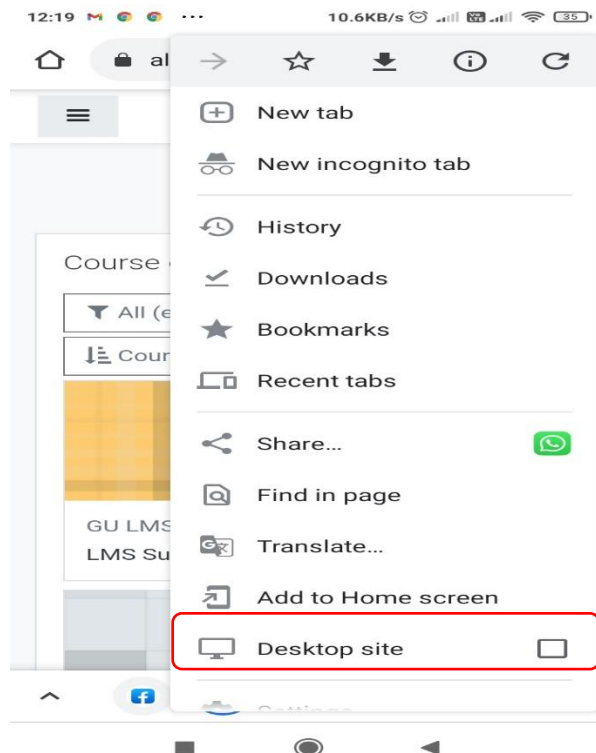 12:19 ... 10.6KB/s 35
al
New tab
New incognito tab
History
Course
Downloads
All (e
Bookmarks
Cour
Recent tabs
Share...
Find in page
GU LMS
LMS Su
Translate...
Add to Home screen
Desktop site
Settings